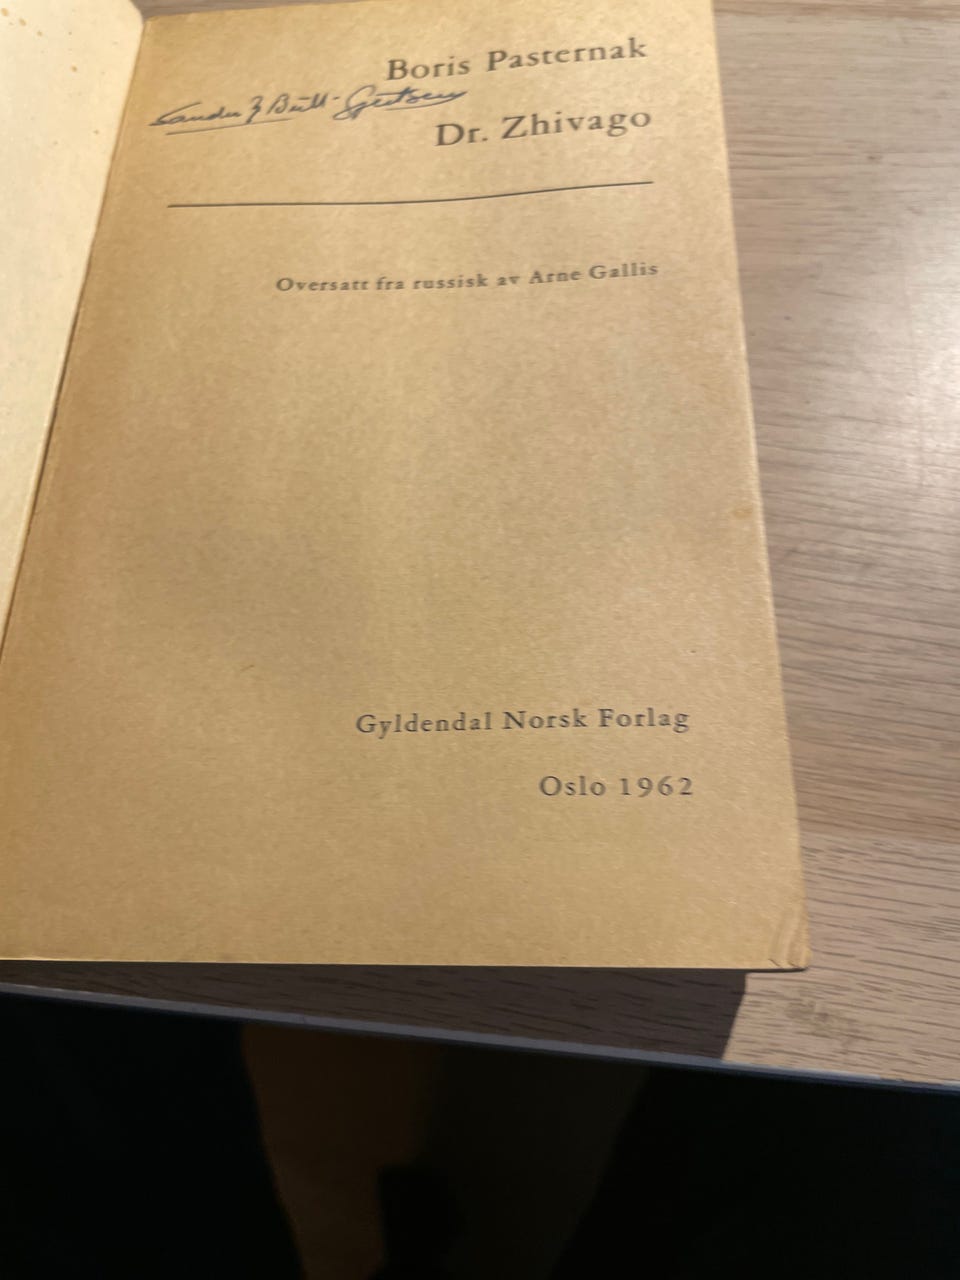 Boris Pasternak
Dr. Zhivago
Oversatt fra russisk av Arne Gallis
Gyldendal Norsk Forlag
Oslo 1962